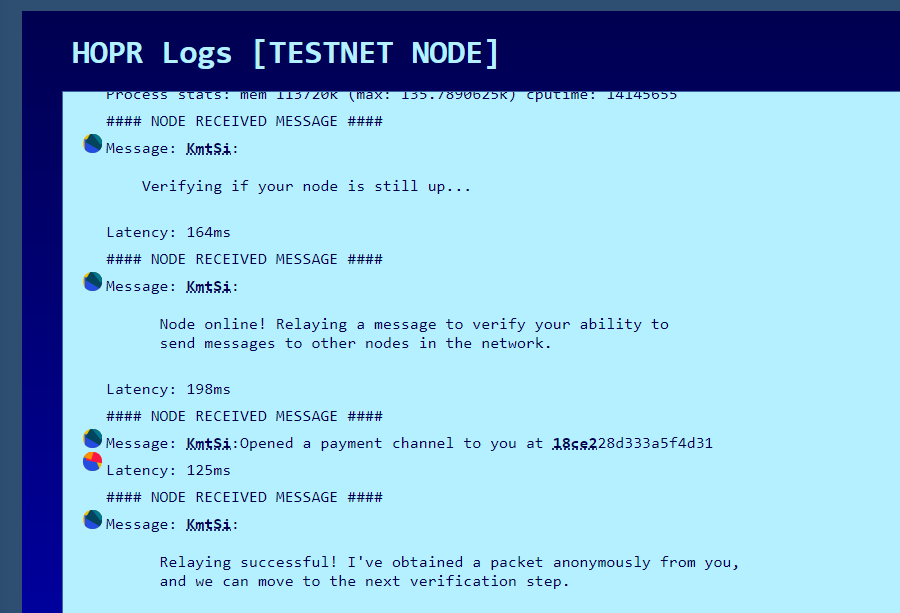 HOPR Logs [TESTNET NODE]
Process stats: mem 113720k (max: 135.7890625k) cputime: 14145655
#### NODE RECEIVED MESSAGE ####
Message: KmtSi:
Verifying if your node is still up...
Latency: 164ms
#### NODE RECEIVED MESSAGE ####
Message: KmtSi:
Node online! Relaying a message to verify your ability to
send messages to other nodes in the network.
Latency: 198ms
#### NODE RECEIVED MESSAGE ####
Message: KmtSi:Opened a payment channel to you at 18ce228d333a5f4d31
Latency: 125ms
#### NODE RECEIVED MESSAGE ####
Message: KmtSi:
Relaying successful! I've obtained a packet anonymously from you,
and we can move to the next verification step.